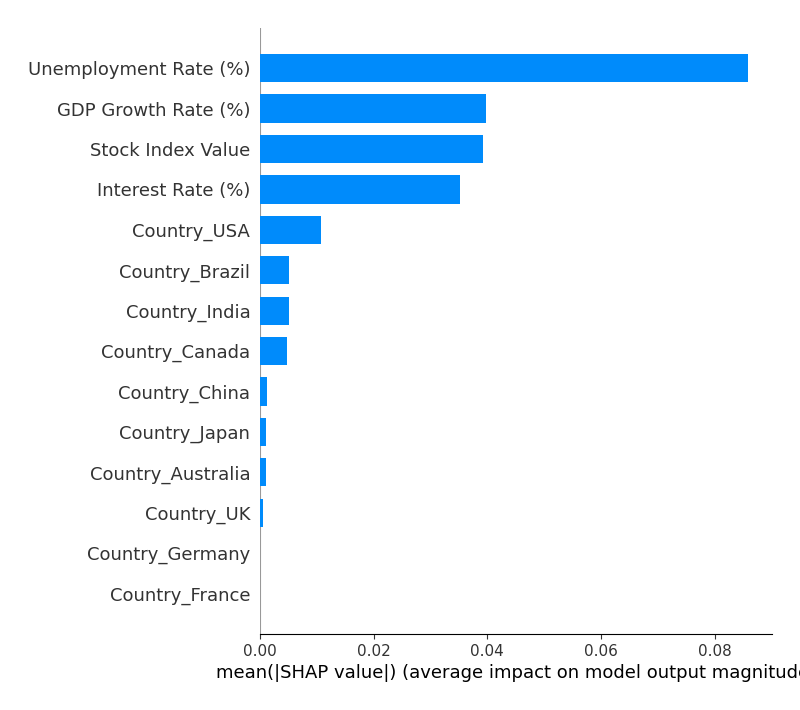 Unemployment Rate (%)
GDP Growth Rate (%)
Stock Index Value
Interest Rate (%)
Country_USA
Country_Brazil
Country_India
Country_Canada
Country_China
Country_Japan
Country_Australia
Country_UK
Country_Germany
Country_France
0.00 0.02 0.04 0.06 0.08
mean(|SHAP value|) (average impact on model output magnitude